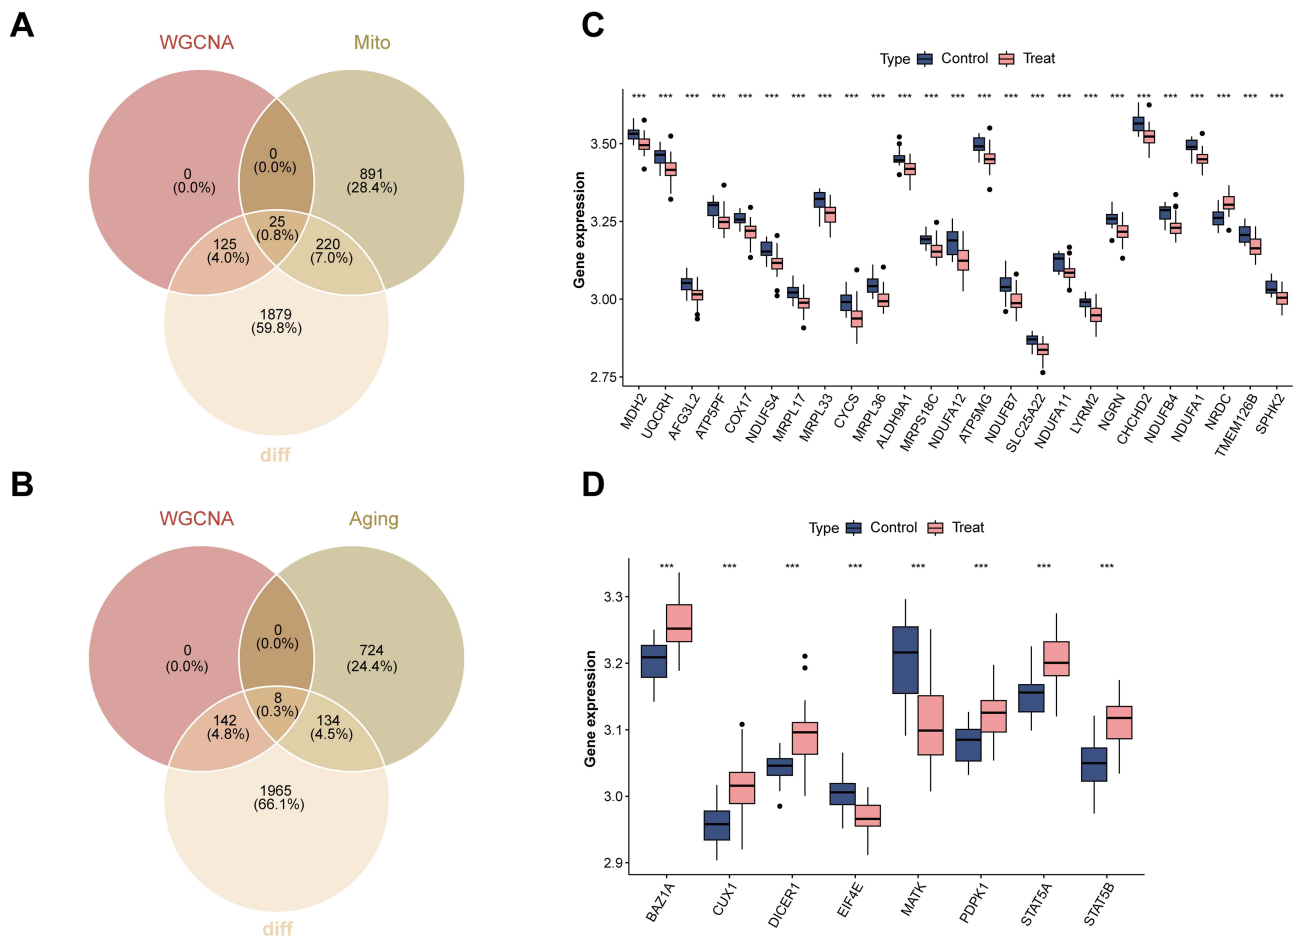 A
WGCNA
Mito
0
(0.0%)
0
(0.0%)
891
(28.4%)
25
(0.8%)
125
(4.0%)
220
(7.0%)
1879
(59.8%)
diff
B
WGCNA
Aging
0
(0.0%)
0
(0.0%)
724
(24.4%)
8
(0.3%)
142
(4.8%)
134
(4.5%)
1965
(66.1%)
diff
C
Type Control Treat
*** *** *** *** *** *** *** *** *** *** *** *** *** *** *** *** *** *** *** *** *** *** *** *** ***
Gene expression
3.50
3.25
3.00
2.75
MDH2
UQCRH
AFG3L2
ATP5PF
COX17
NDUFS4
MRPL17
MRPL33
CYCS
MRPL36
ALDH9A1
MRPS18C
NDUFA12
ATP5MG
NDUFB7
SLC25A22
NDUFA11
LYRM2
NGRN
CHCHD2
NDUFB4
NDUFA1
NRDC
TMEM126B
SPHK2
D
Type Control Treat
*** *** *** *** *** *** *** ***
Gene expression
3.3
3.2
3.1
3.0
2.9
BAZ1A
CUX1
DICER1
EIF4E
MATK
PDPK1
STAT5A
STAT5B